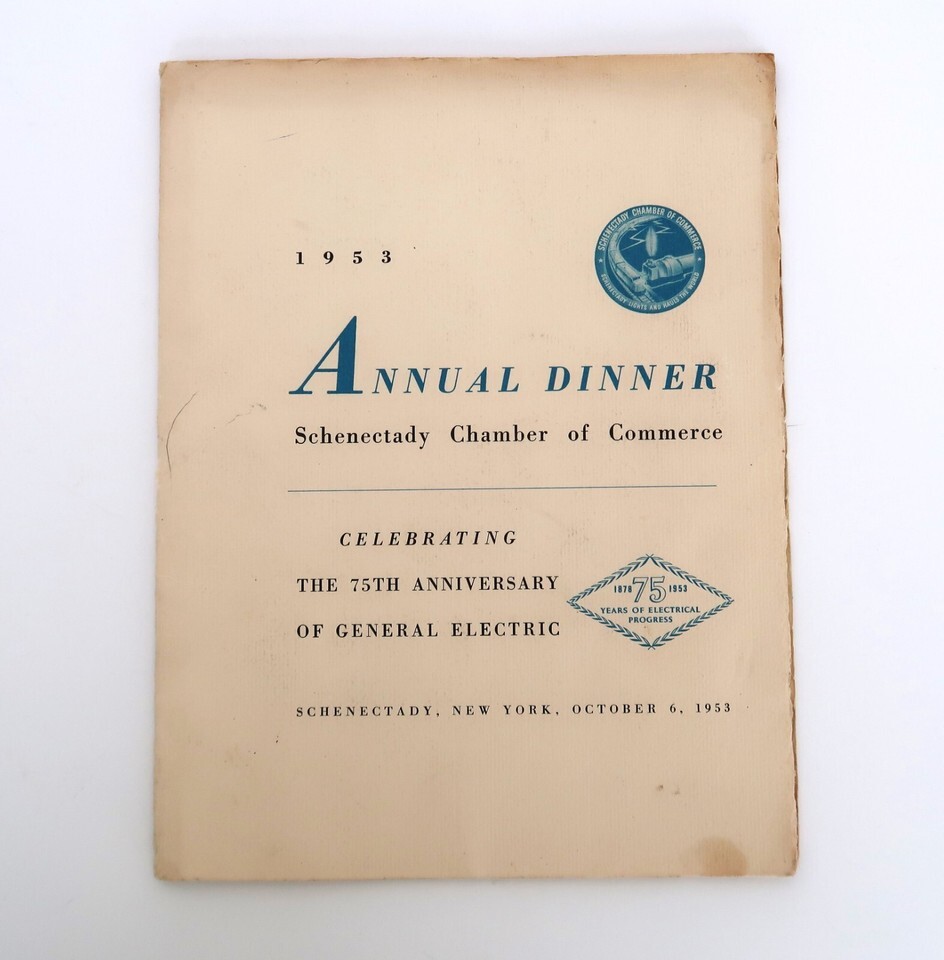 1953
SCHENECTADY CHAMBER OF COMMERCE
SCHENECTADY LIGHTS AND HAULS THE WORLD
ANNUAL DINNER
Schenectady Chamber of Commerce
CELEBRATING
THE 75TH ANNIVERSARY
OF GENERAL ELECTRIC
1878 75 1953
YEARS OF ELECTRICAL
PROGRESS
SCHENECTADY, NEW YORK, OCTOBER 6, 1953